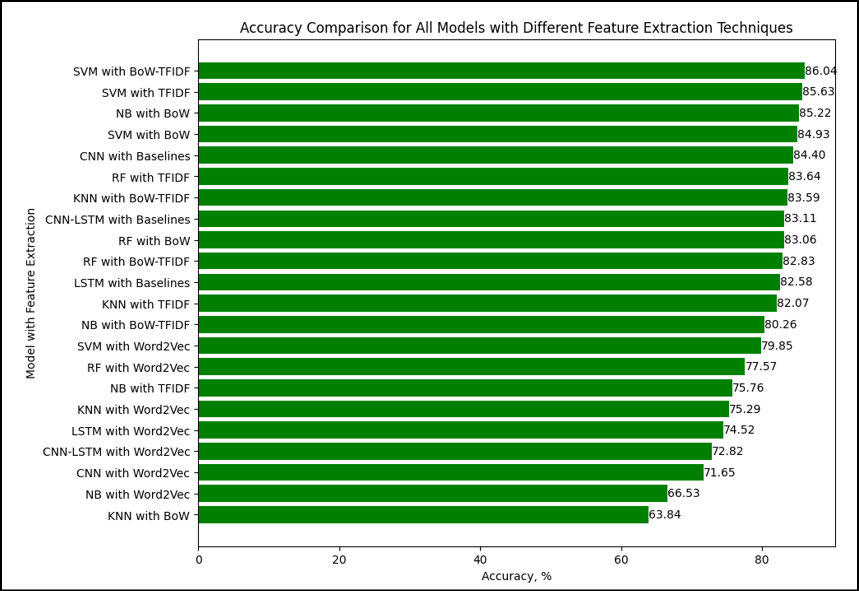 Accuracy Comparison for All Models with Different Feature Extraction Techniques
Model with Feature Extraction
SVM with BoW-TFIDF 86.04
SVM with TFIDF 85.63
NB with BoW 85.22
SVM with BoW 84.93
CNN with Baselines 84.40
RF with TFIDF 83.64
KNN with BoW-TFIDF 83.59
CNN-LSTM with Baselines 83.11
RF with BoW 83.06
RF with BoW-TFIDF 82.83
LSTM with Baselines 82.58
KNN with TFIDF 82.07
NB with BoW-TFIDF 80.26
SVM with Word2Vec 79.85
RF with Word2Vec 77.57
NB with TFIDF 75.76
KNN with Word2Vec 75.29
LSTM with Word2Vec 74.52
CNN-LSTM with Word2Vec 72.82
CNN with Word2Vec 71.65
NB with Word2Vec 66.53
KNN with BoW 63.84
0 20 40 60 80
Accuracy, %